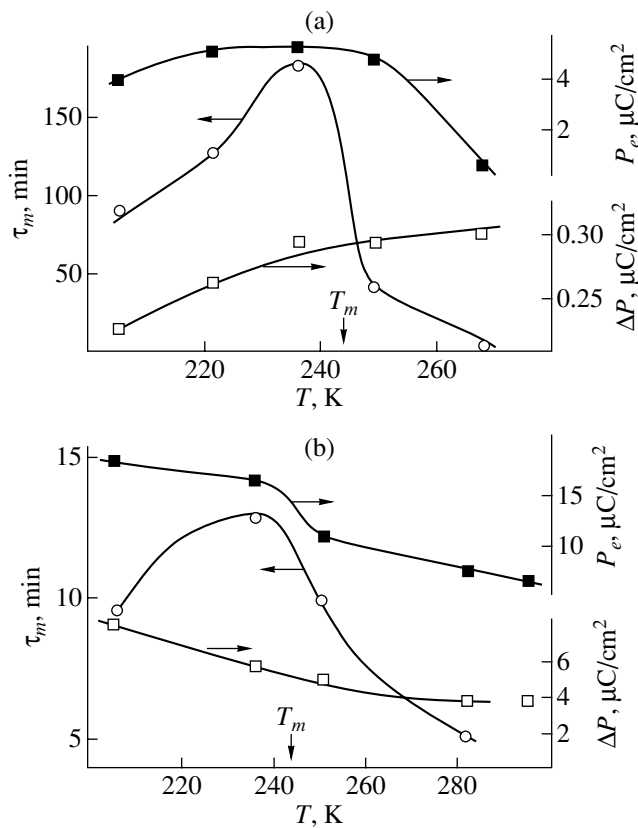 (a)
150
100
50
τm, min
4
2
Pe, μC/cm2
0.30
0.25
ΔP, μC/cm2
Tm
220
240
260
T, K
(b)
15
10
5
τm, min
15
10
Pe, μC/cm2
6
4
2
ΔP, μC/cm2
Tm
220
240
260
280
T, K